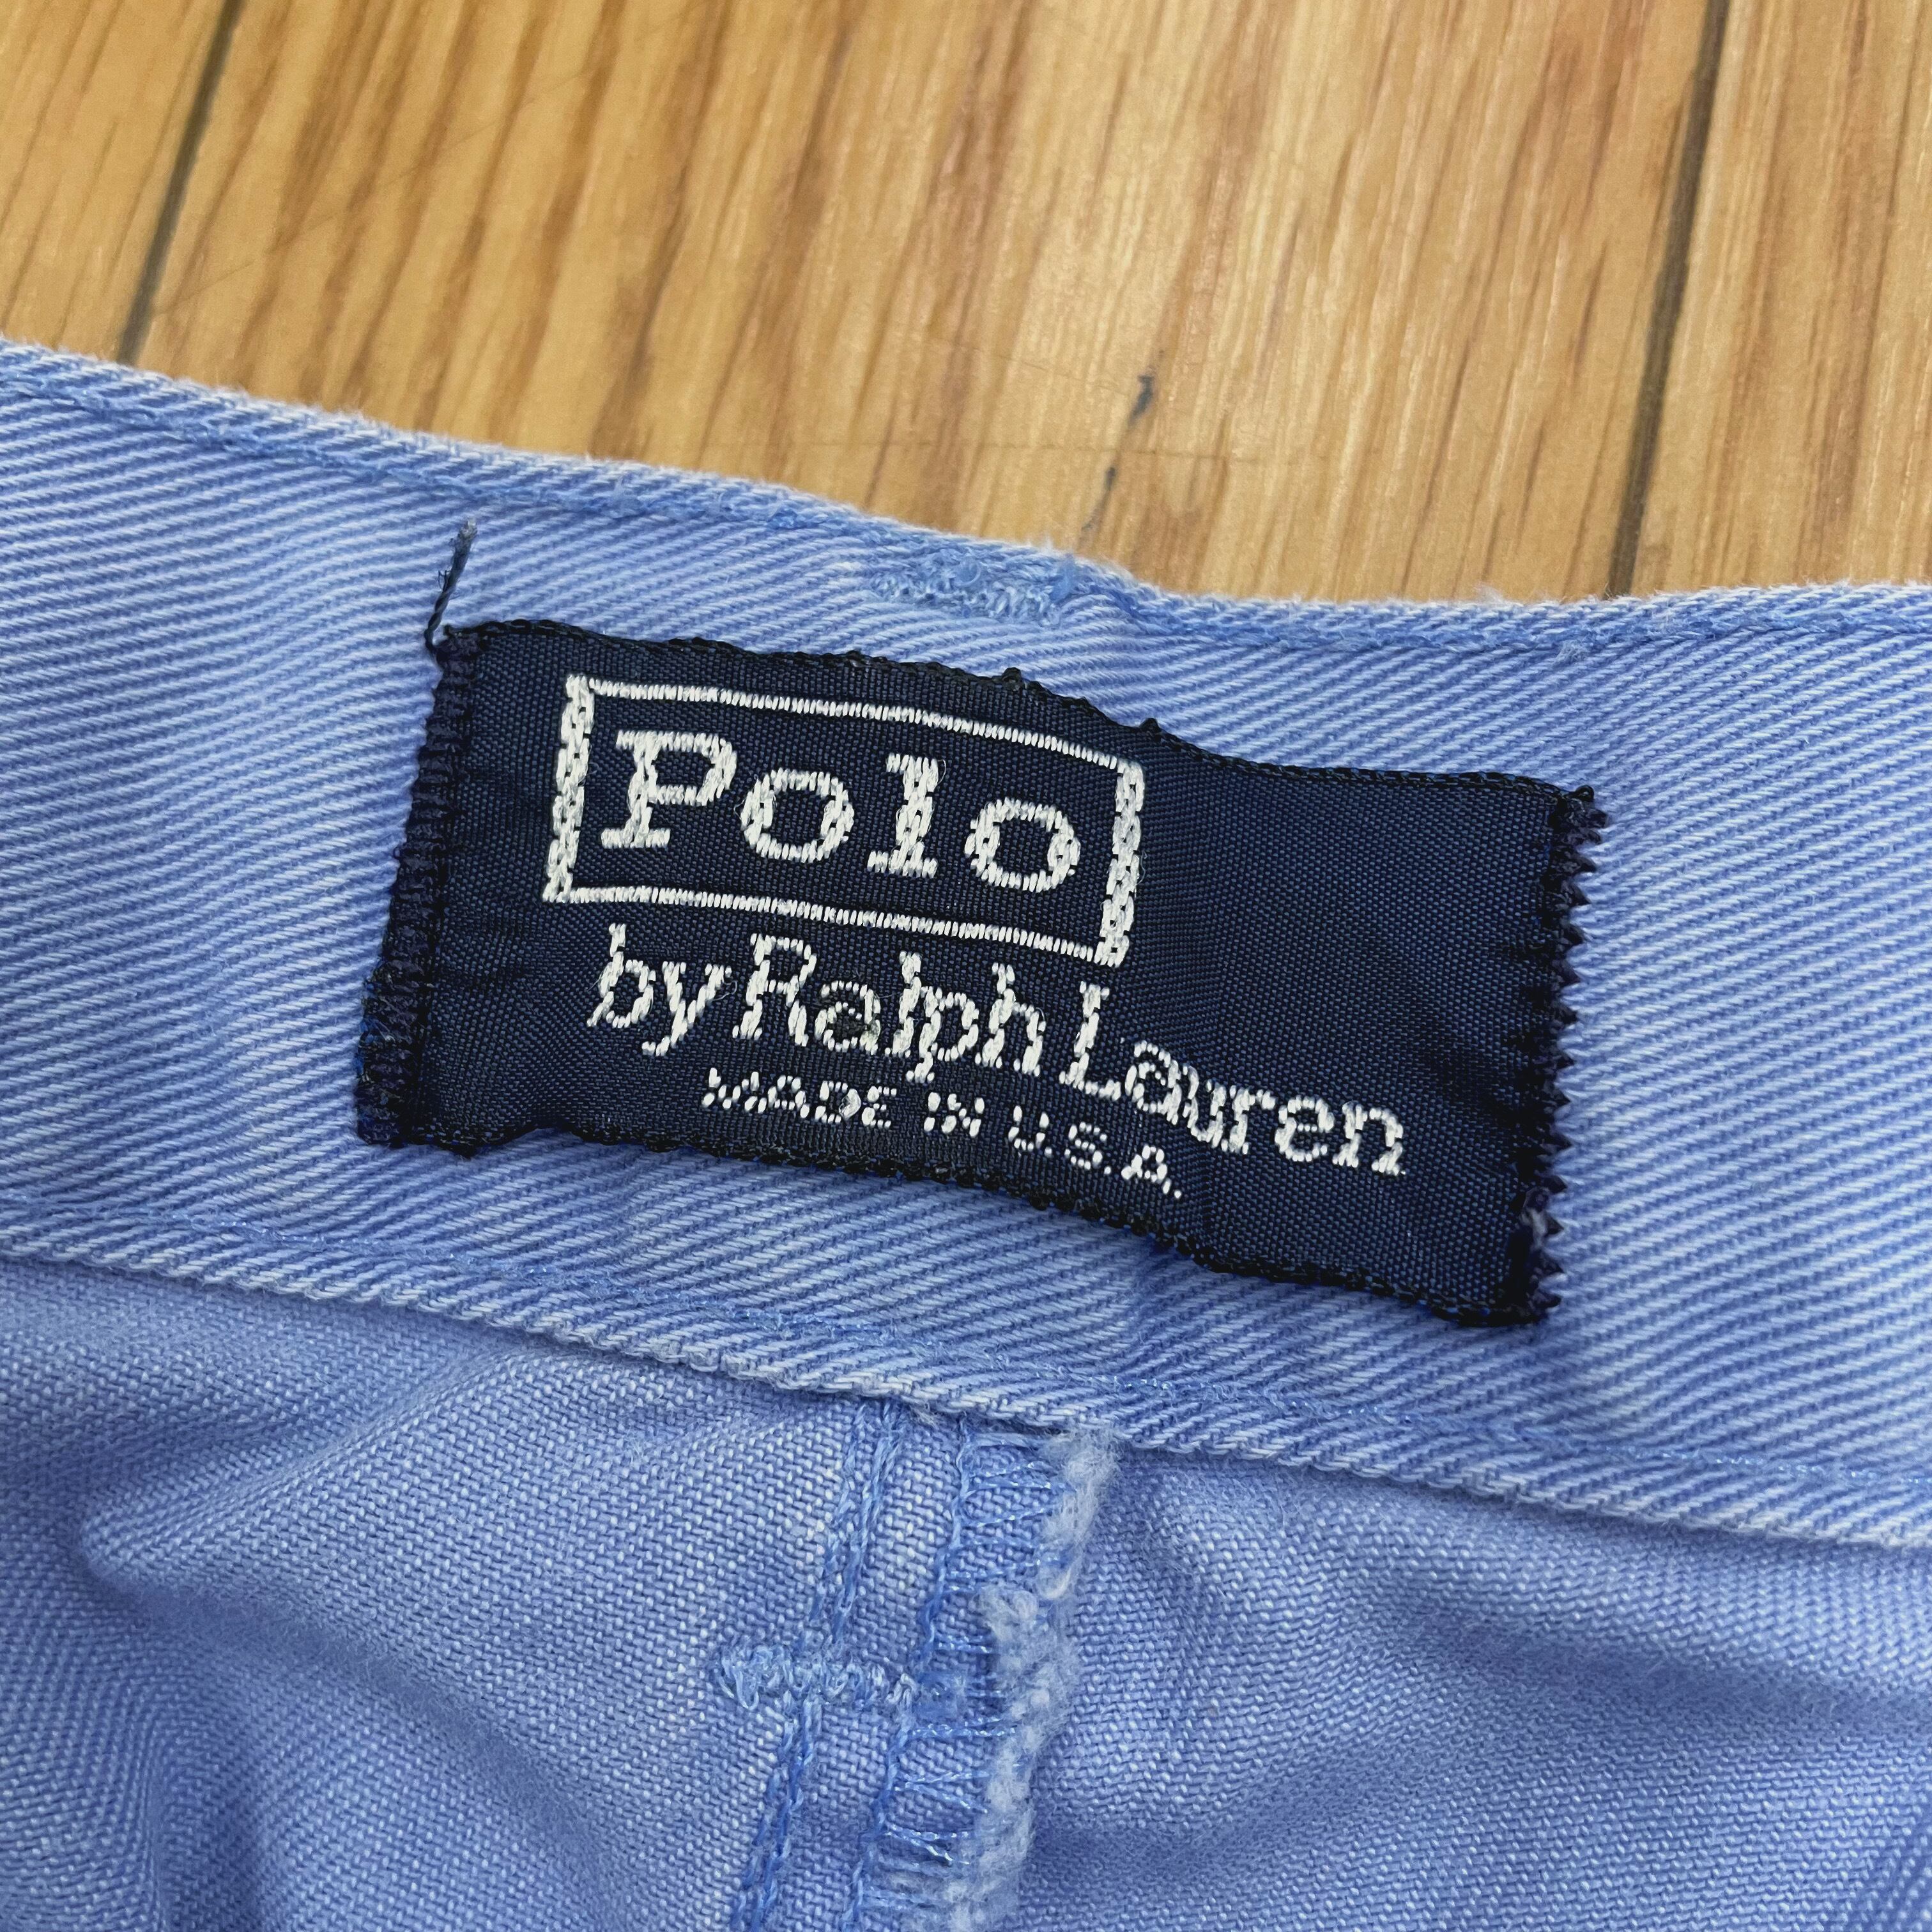 Polo
by Ralph Lauren
MADE IN U.S.A.